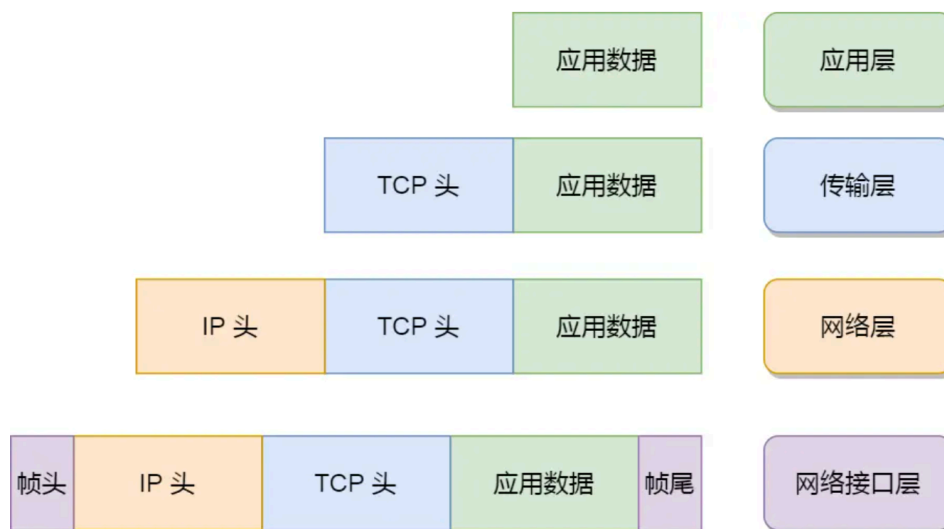 应用数据 应用层
TCP 头 应用数据 传输层
IP 头 TCP 头 应用数据 网络层
帧头 IP 头 TCP 头 应用数据 帧尾 网络接口层